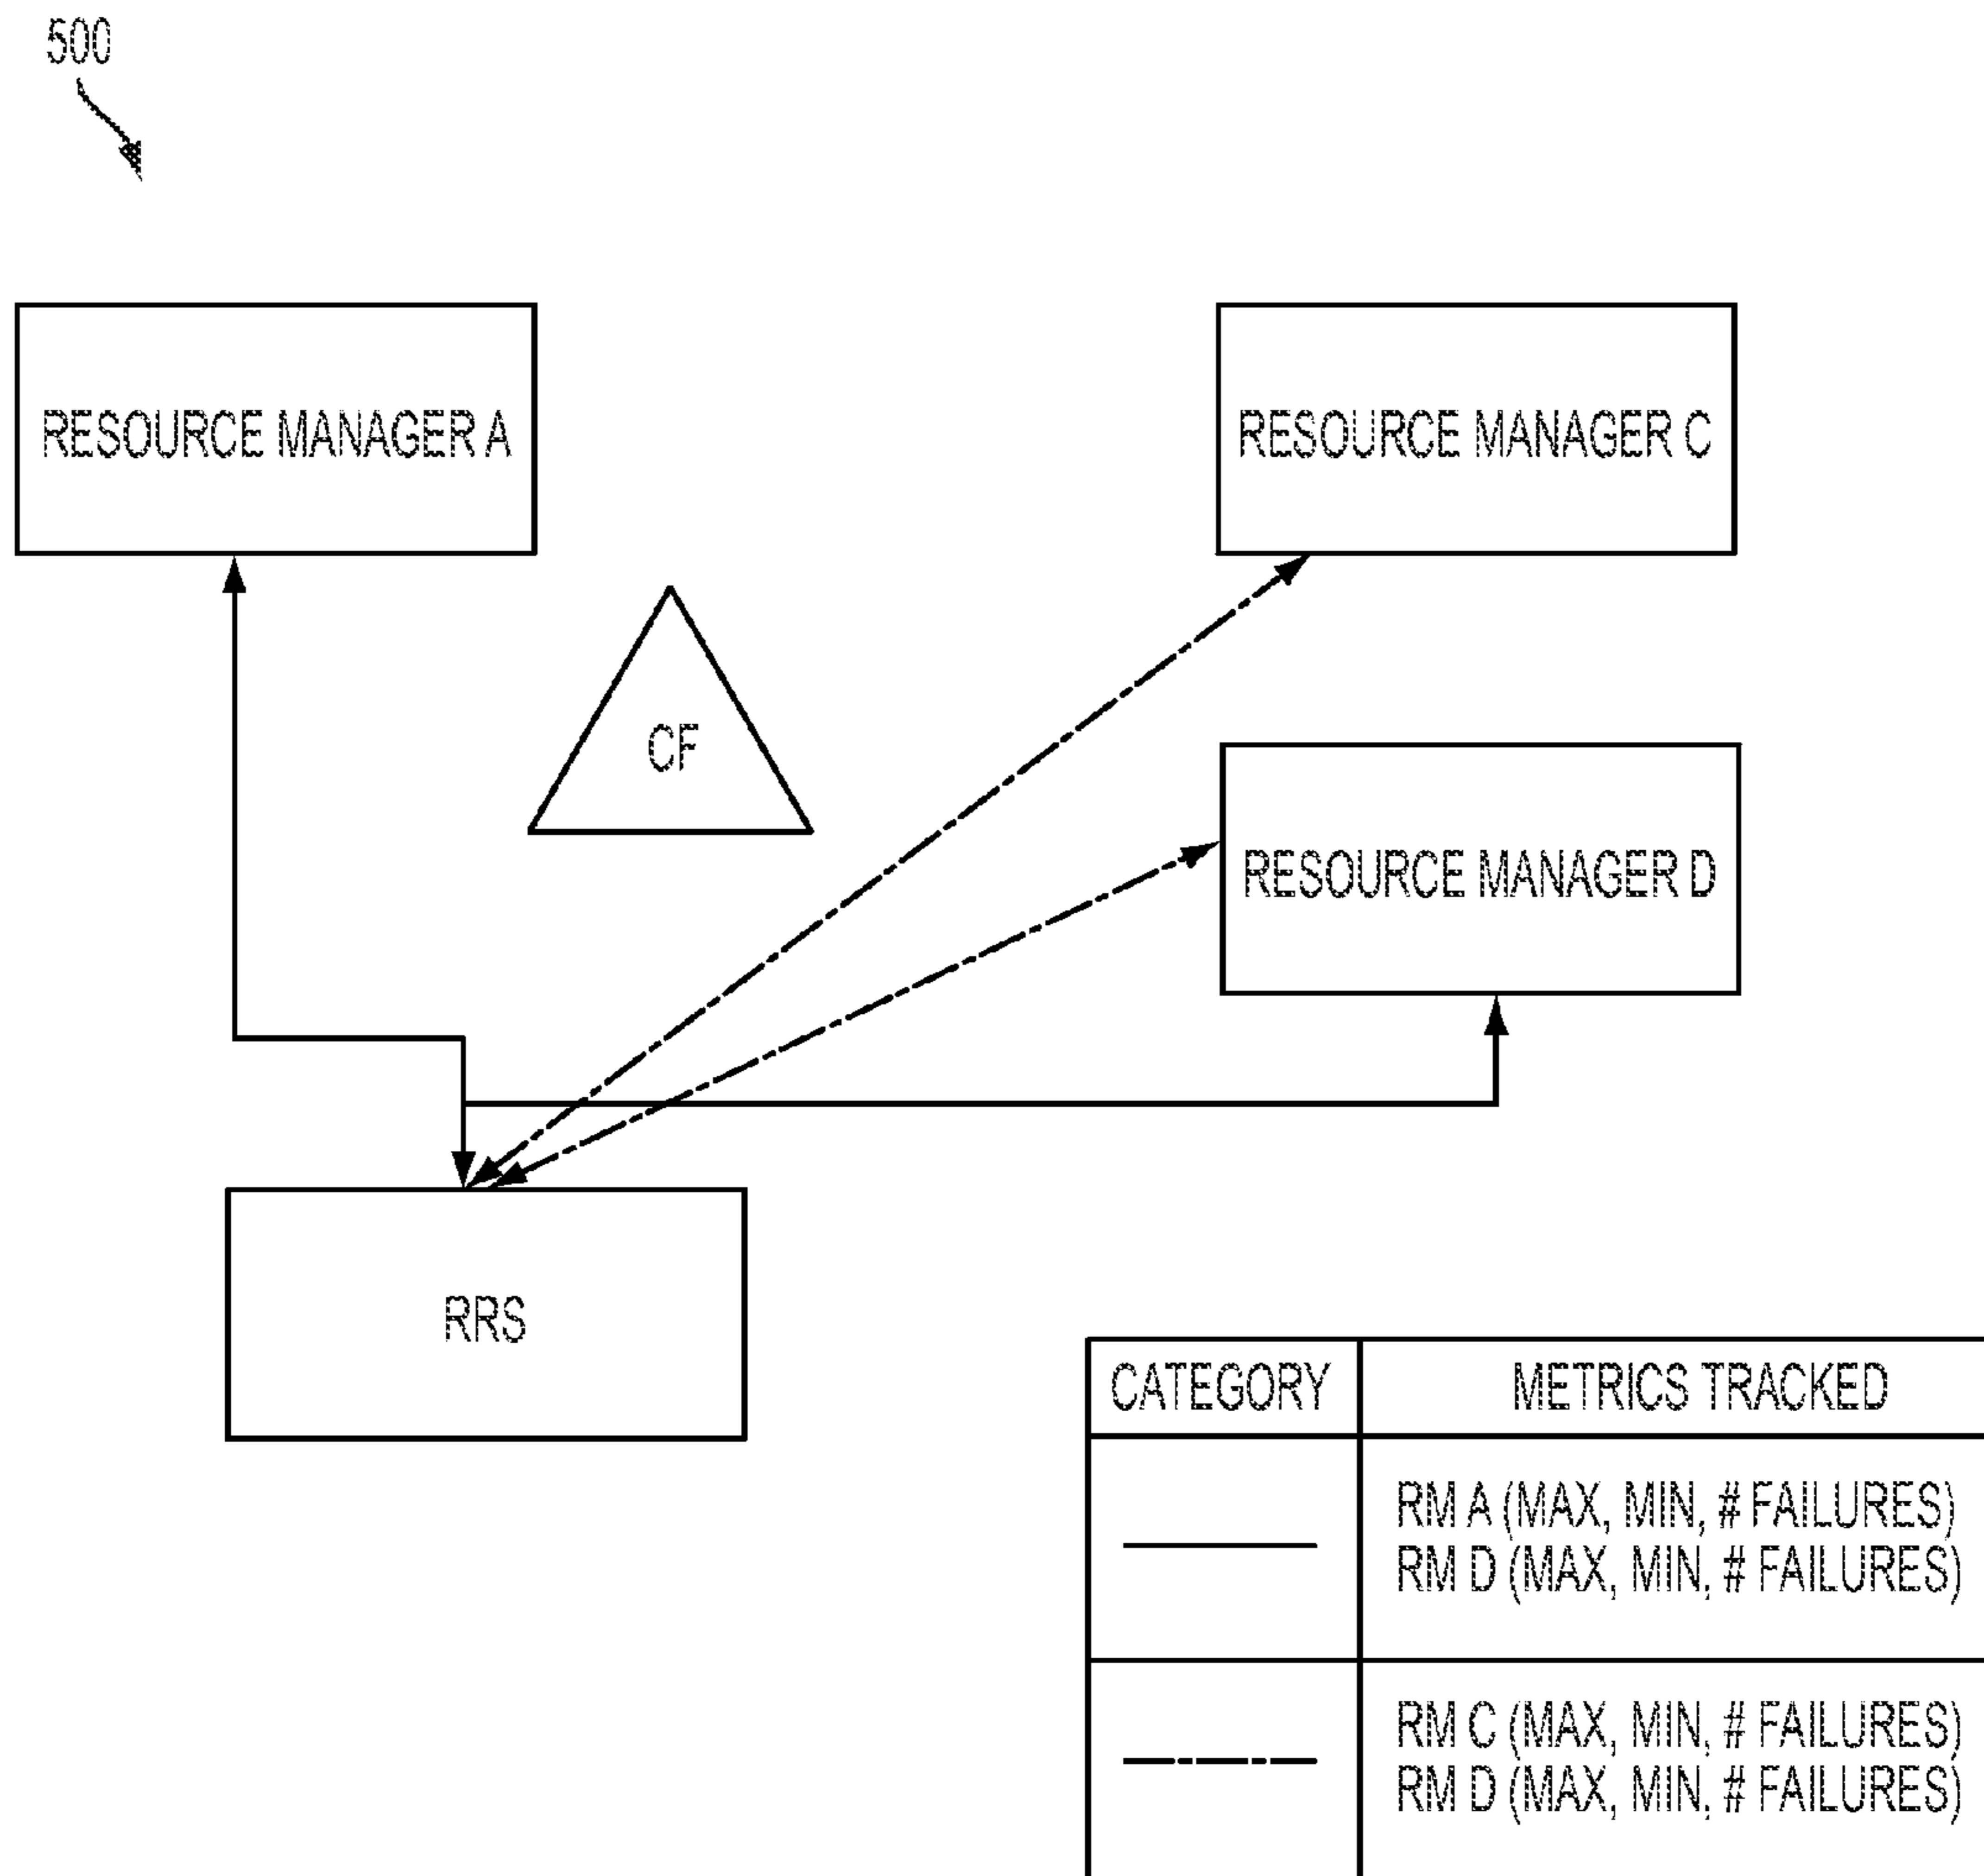 500
RESOURCE MANAGER A
RESOURCE MANAGER C
CF
RESOURCE MANAGER D
RRS
CATEGORY
METRICS TRACKED
RM A (MAX, MIN, # FAILURES)
RM D (MAX, MIN, # FAILURES)
RM C (MAX, MIN, # FAILURES)
RM D (MAX, MIN, # FAILURES)